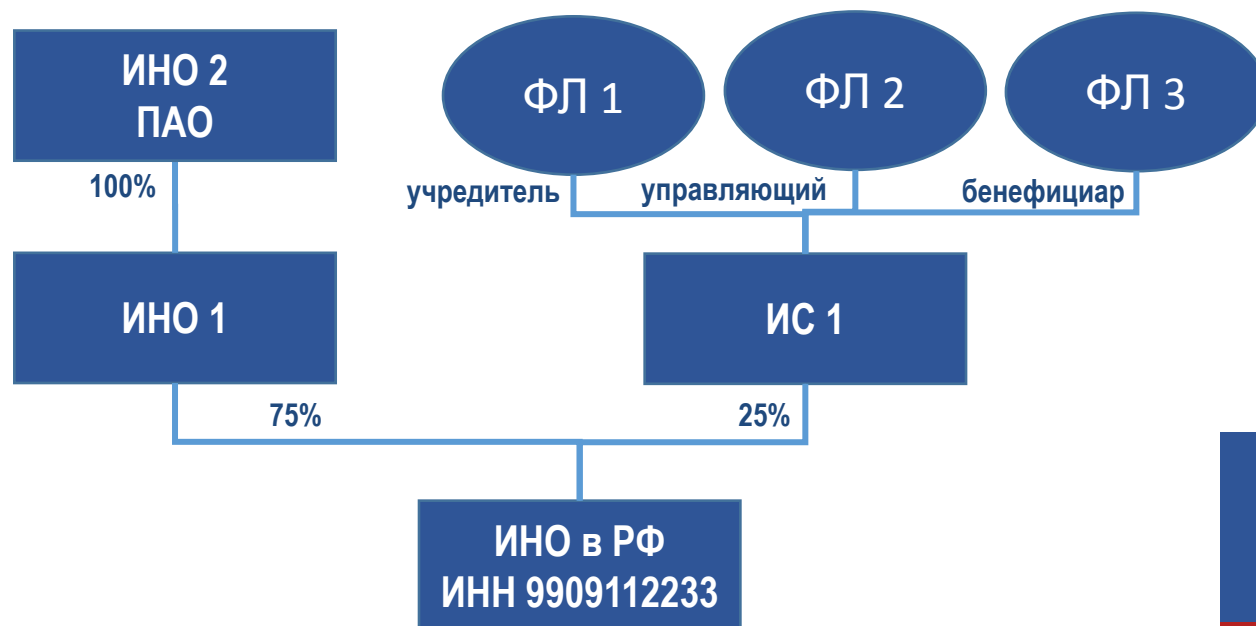 ИНО 2
ПАО
ФЛ 1
ФЛ 2
ФЛ 3
100%
учредитель
управляющий
бенефициар
ИНО 1
ИС 1
75%
25%
ИНО в РФ
ИНН 9909112233